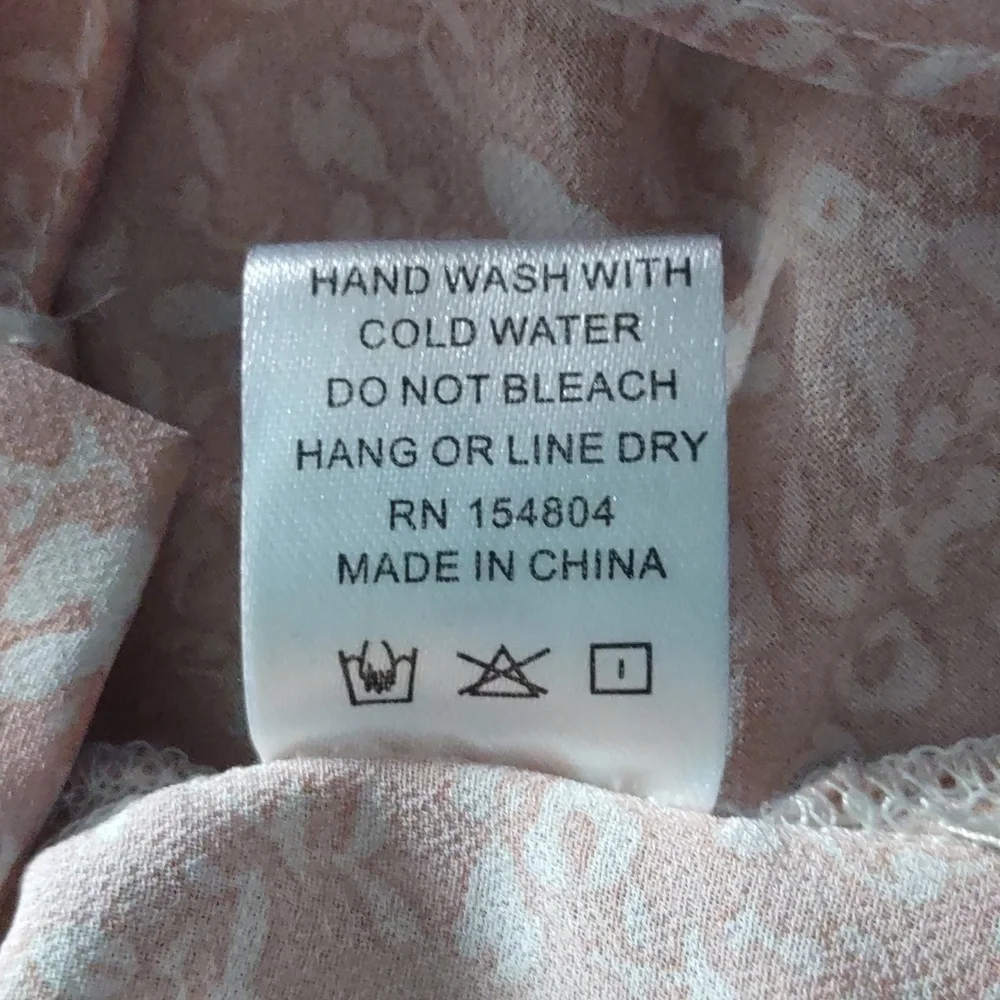 HAND WASH WITH
COLD WATER
DO NOT BLEACH
HANG OR LINE DRY
RN 154804
MADE IN CHINA